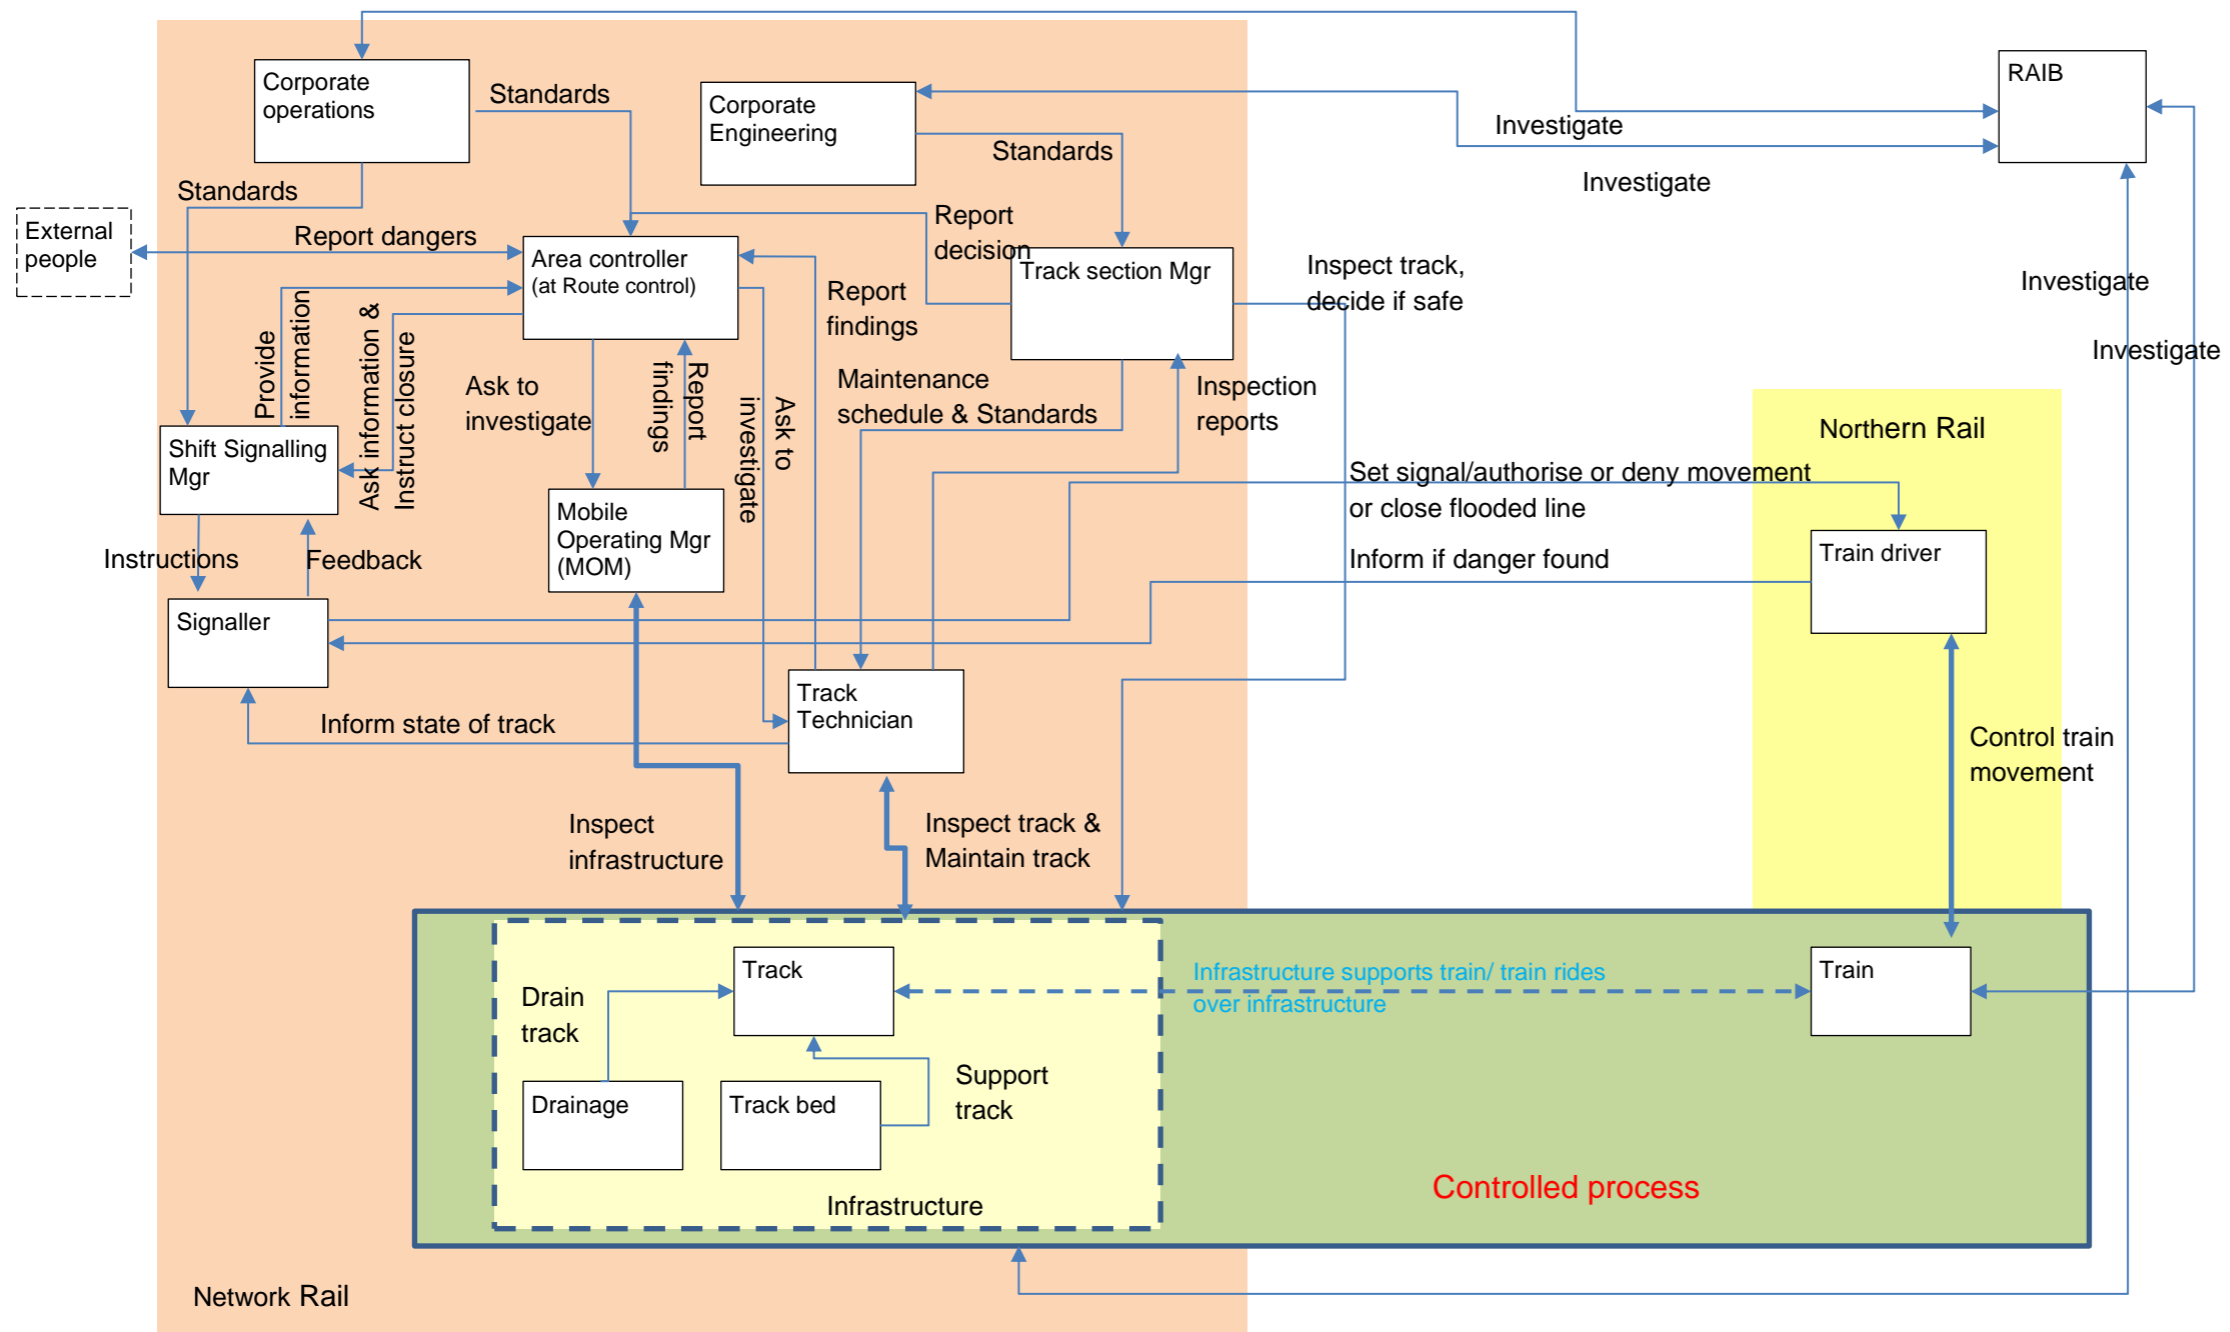 Corporate
operations
Standards
Corporate
Engineering
Standards
RAIB
Investigate
Investigate
Standards
External
people
Report dangers
Area controller
(at Route control)
Report
decision
Track section Mgr
Inspect track,
decide if safe
Investigate
Investigate
Provide
information
Ask information &
Instruct closure
Report
findings
Ask to
investigate
Report
findings
Ask to
investigate
Maintenance
schedule & Standards
Inspection
reports
Northern Rail
Shift Signalling
Mgr
Mobile
Operating Mgr
(MOM)
Set signal/authorise or deny movement
or close flooded line
Train driver
Instructions
Feedback
Inform if danger found
Signaller
Track
Technician
Inform state of track
Control train
movement
Inspect
infrastructure
Inspect track &
Maintain track
Track
Infrastructure supports train/ train rides
over infrastructure
Train
Drain
track
Support
track
Drainage
Track bed
Infrastructure
Controlled process
Network Rail